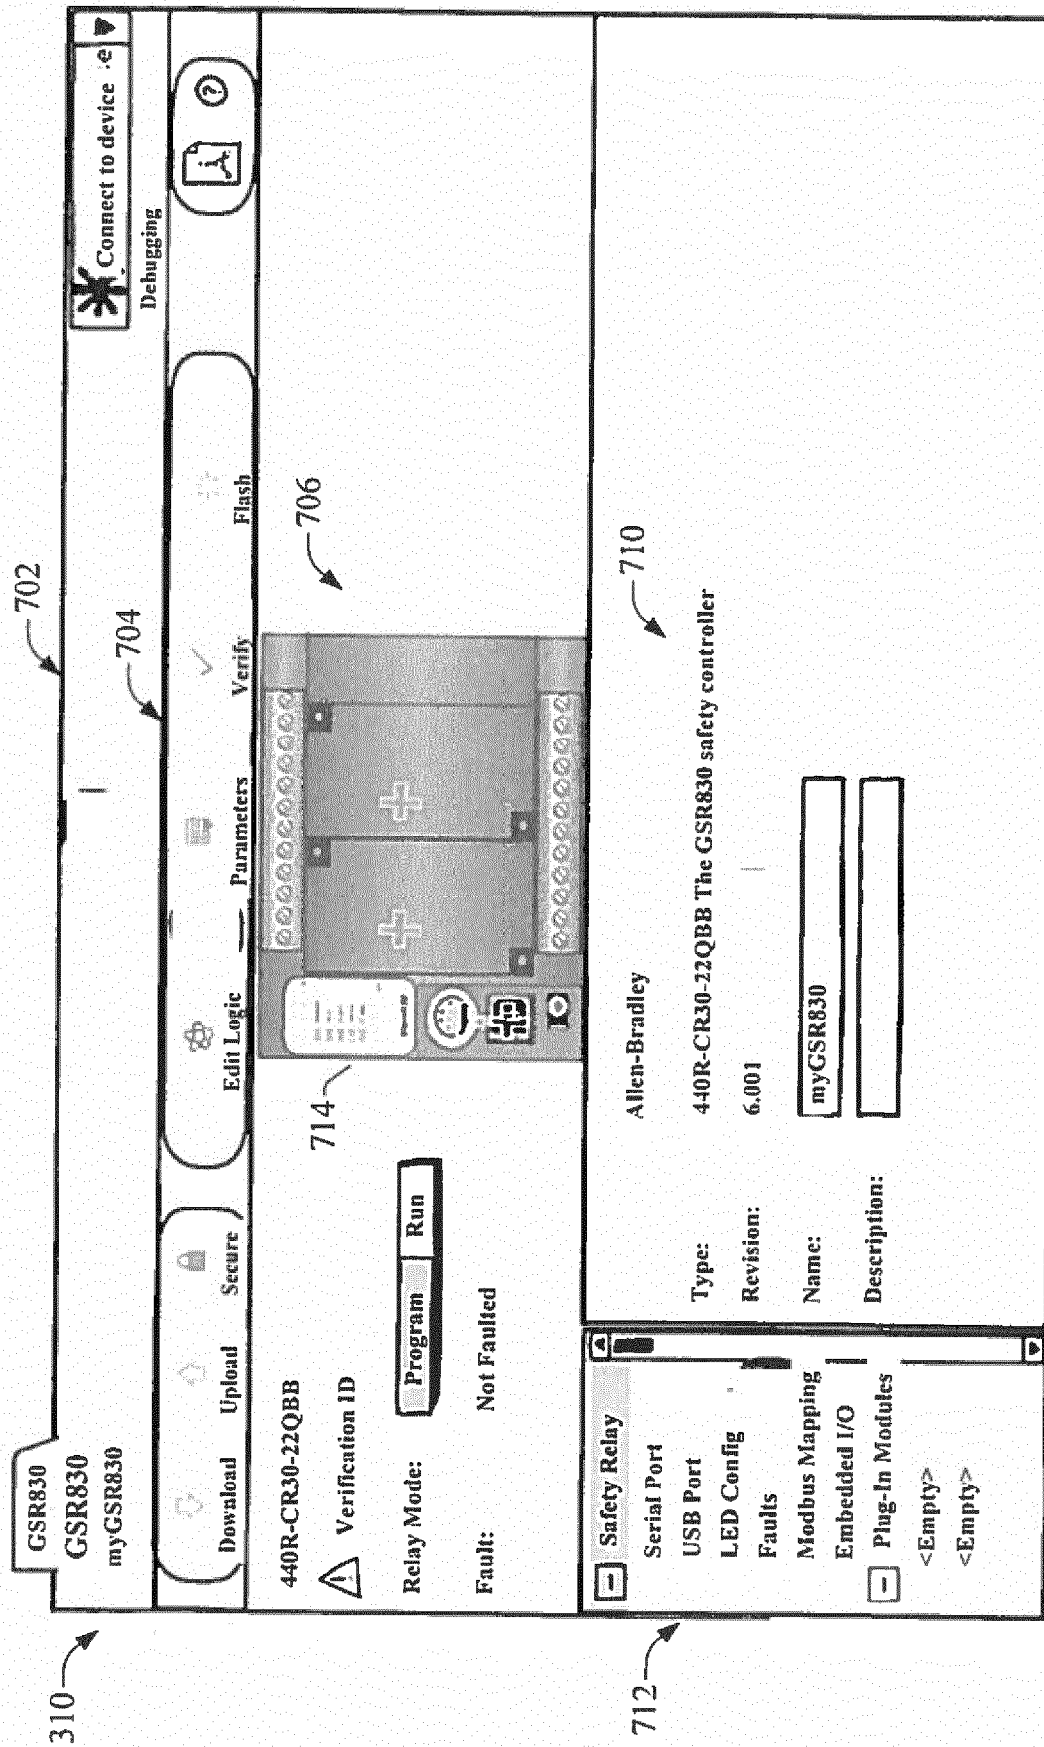 310
702
GSR830
GSR830
myGSR830
Connect to device
Debugging
704
Download
Upload
Secure
Edit Logic
Parameters
Verify
Flash
440R-CR30-22QBB
Verification ID
Relay Mode:
Program
Run
Fault:
Not Faulted
714
706
712
Safety Relay
Serial Port
USB Port
LED Config
Faults
Modbus Mapping
Embedded I/O
Plug-In Modules
<Empty>
<Empty>
710
Allen-Bradley
Type:
440R-CR30-22QBB The GSR830 safety controller
Revision:
6.001
Name:
myGSR830
Description: